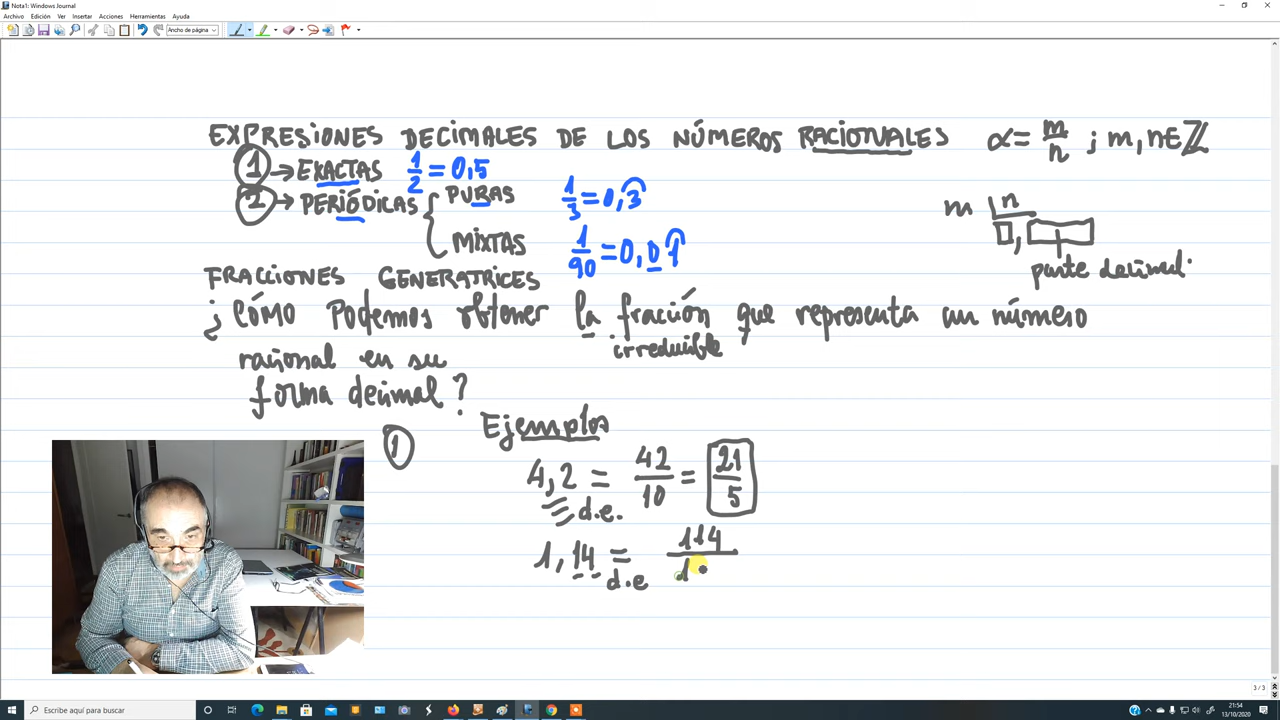 Nota1: Windows Journal
Archivo Edición Ver Insertar Acciones Herramientas Ayuda
Ancho de página
EXPRESIONES DECIMALES DE LOS NÚMEROS RACIONALES α = m/n ; m, n ∈ ℤ
1 → EXACTAS 1/2 = 0,5
2 → PERIÓDICAS { PURAS 1/3 = 0,3̂
MIXTAS 1/90 = 0,01̂
m | n
parte decimal
FRACCIONES GENERATRICES
¿CÓMO Podemos obtener la fracción que representa un número
irreducible
racional en su
forma decimal?
1 Ejemplos
4,2 = 42/10 = 21/5
d.e.
1,14 = 114/1
d.e
3 / 3
Escribe aquí para buscar
21:54
13/10/2020